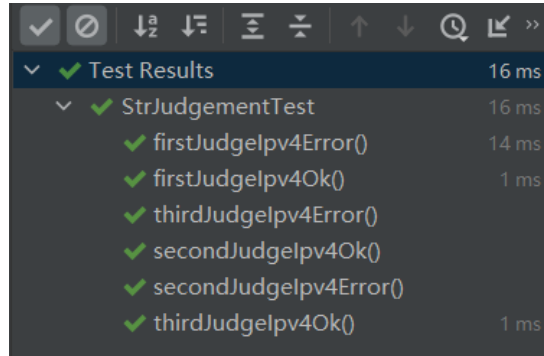 Test Results 16 ms
StrJudgementTest 16 ms
firstJudgeIpv4Error() 14 ms
firstJudgeIpv4Ok() 1 ms
thirdJudgeIpv4Error()
secondJudgeIpv4Ok()
secondJudgeIpv4Error()
thirdJudgeIpv4Ok() 1 ms